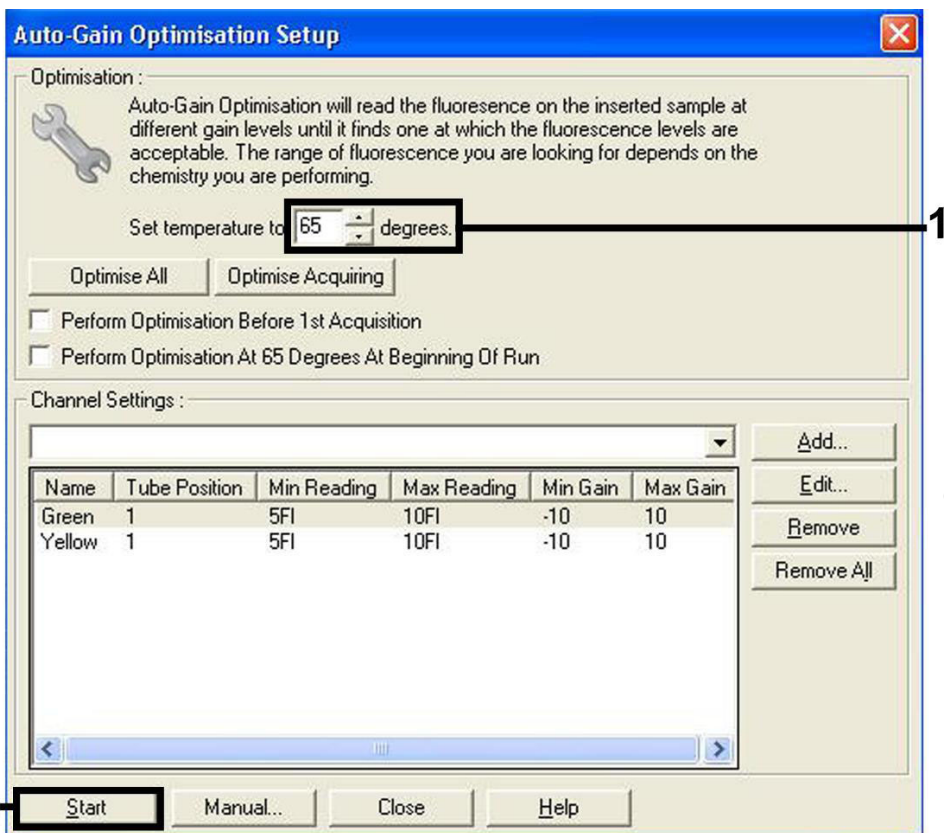 Auto-Gain Optimisation Setup
Optimisation :
Auto-Gain Optimisation will read the fluoresence on the inserted sample at
different gain levels until it finds one at which the fluorescence levels are
acceptable. The range of fluorescence you are looking for depends on the
chemistry you are performing.
Set temperature to 65 degrees. 1
Optimise All Optimise Acquiring
Perform Optimisation Before 1st Acquisition
Perform Optimisation At 65 Degrees At Beginning Of Run
Channel Settings :
Add...
Name Tube Position Min Reading Max Reading Min Gain Max Gain Edit...
Green 1 5Fl 10Fl -10 10
Remove
Yellow 1 5Fl 10Fl -10 10
Remove All
Start Manual... Close Help